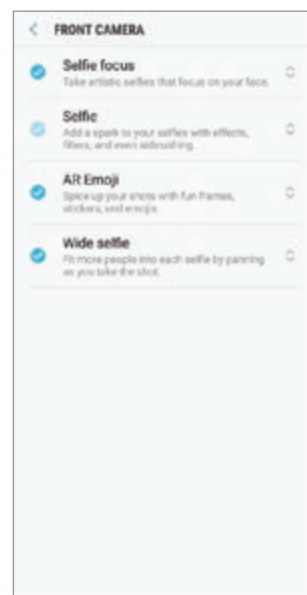 FRONT CAMERA
Selfie focus
Take artistic selfies that focus on your face.
Selfie
Add a spark to your selfies with effects,
filters, and even airbrushing.
AR Emoji
Spice up your shots with fun frames,
stickers, and emojis.
Wide selfie
Fit more people into each selfie by panning
as you take the shot.